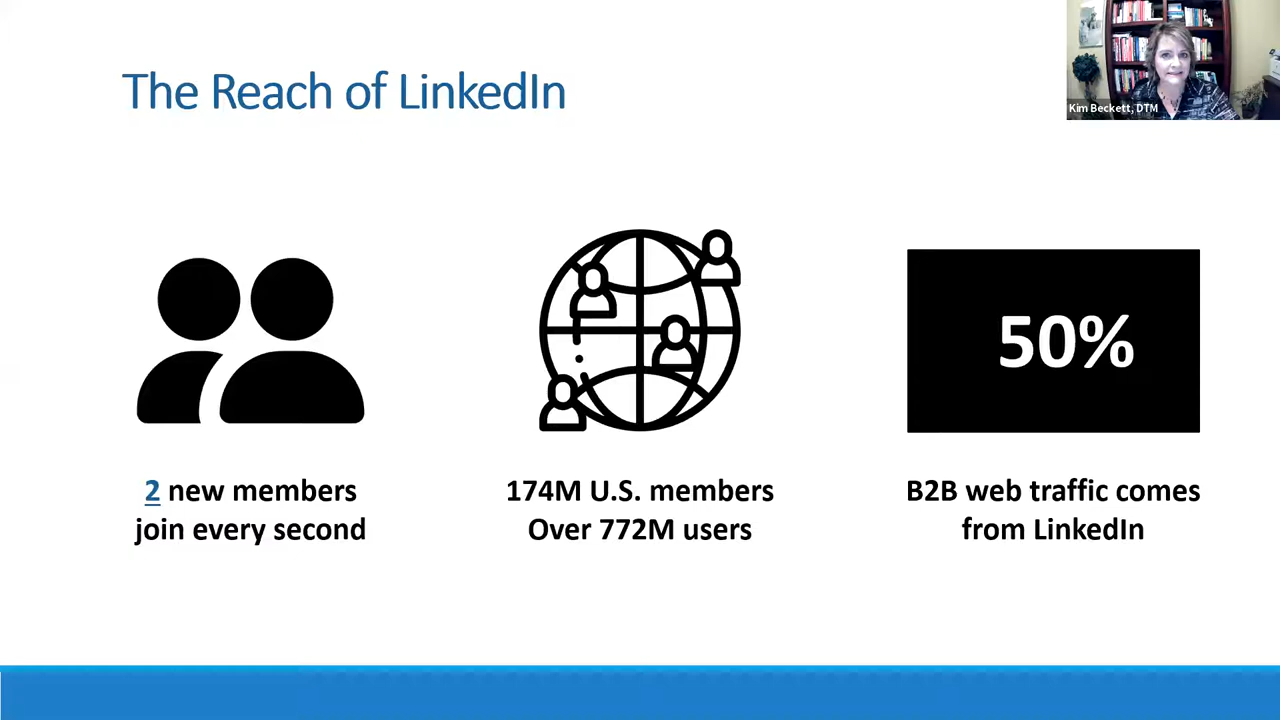 The Reach of LinkedIn
Kim Beckett, DTM
50%
2 new members
join every second
174M U.S. members
Over 772M users
B2B web traffic comes
from LinkedIn